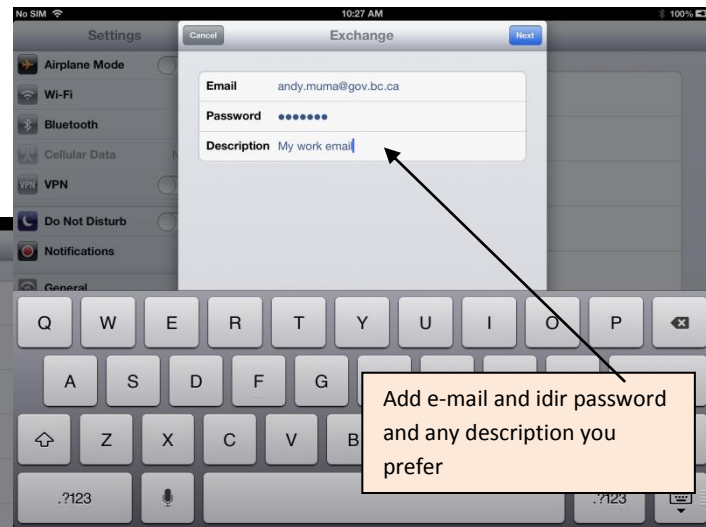 No SIM 10:27 AM 100%
Settings
Cancel Exchange Next
Airplane Mode
Wi-Fi
Bluetooth
Cellular Data N
VPN VPN
Do Not Disturb
Notifications
General
Email andy.muma@gov.bc.ca
Password •••••••
Description My work email
Q W E R T Y U I O P
A S D F G
Z X C V B
.?123 .?123
Add e-mail and idir password
and any description you
prefer